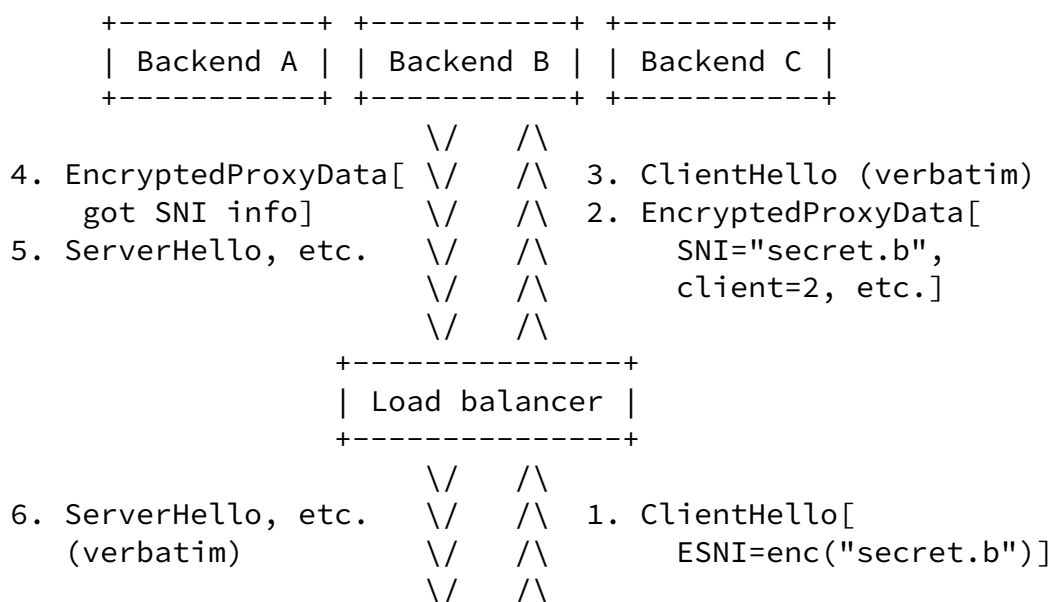 +-----------+ +-----------+ +-----------+
| Backend A | | Backend B | | Backend C |
+-----------+ +-----------+ +-----------+
\/ /\
4. EncryptedProxyData[ \/ /\ 3. ClientHello (verbatim)
got SNI info] \/ /\ 2. EncryptedProxyData[
5. ServerHello, etc. \/ /\ SNI="secret.b",
\/ /\ client=2, etc.]
\/ /\
+---------------+
| Load balancer |
+---------------+
\/ /\
6. ServerHello, etc. \/ /\ 1. ClientHello[
(verbatim) \/ /\ ESNI=enc("secret.b")]
\/ /\